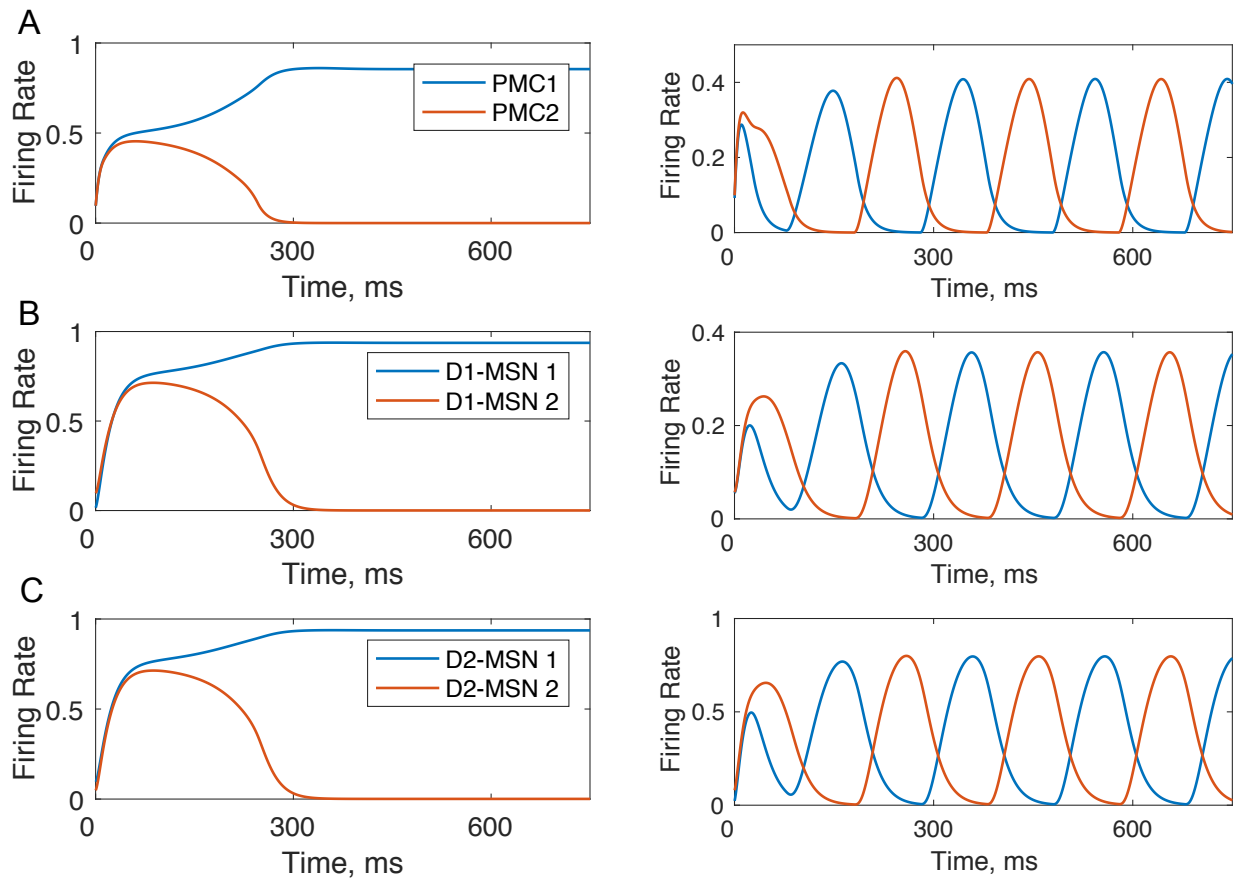 A
Firing Rate
1
0.5
0
PMC1
PMC2
0 300 600
Time, ms
Firing Rate
0.4
0.2
0
0 300 600
Time, ms
B
Firing Rate
1
0.5
0
D1-MSN 1
D1-MSN 2
0 300 600
Time, ms
Firing Rate
0.4
0.2
0
0 300 600
Time, ms
C
Firing Rate
1
0.5
0
D2-MSN 1
D2-MSN 2
0 300 600
Time, ms
Firing Rate
1
0.5
0
0 300 600
Time, ms